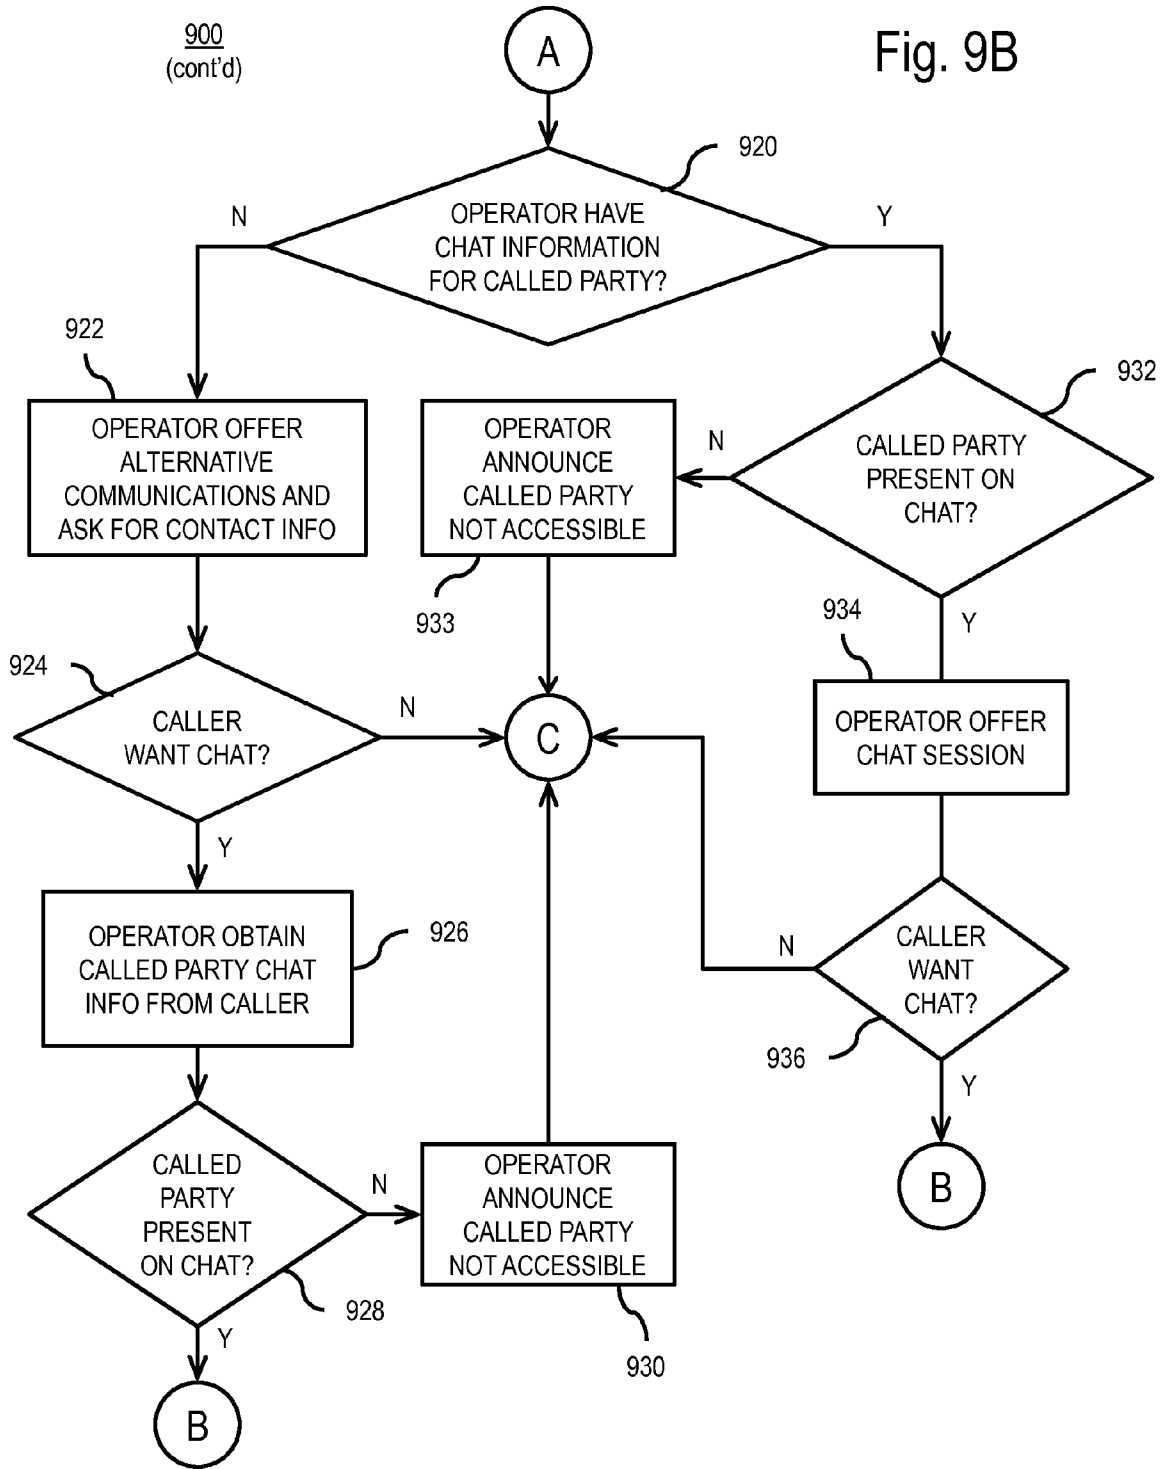 900
(cont'd)
A
Fig. 9B
920
OPERATOR HAVE
CHAT INFORMATION
FOR CALLED PARTY?
N
Y
922
OPERATOR OFFER
ALTERNATIVE
COMMUNICATIONS AND
ASK FOR CONTACT INFO
932
CALLED PARTY
PRESENT ON
CHAT?
N
OPERATOR
ANNOUNCE
CALLED PARTY
NOT ACCESSIBLE
933
Y
934
OPERATOR OFFER
CHAT SESSION
924
CALLER
WANT CHAT?
N
C
Y
926
OPERATOR OBTAIN
CALLED PARTY CHAT
INFO FROM CALLER
N
CALLER
WANT
CHAT?
936
Y
B
CALLED
PARTY
PRESENT
ON CHAT?
N
928
OPERATOR
ANNOUNCE
CALLED PARTY
NOT ACCESSIBLE
930
Y
B